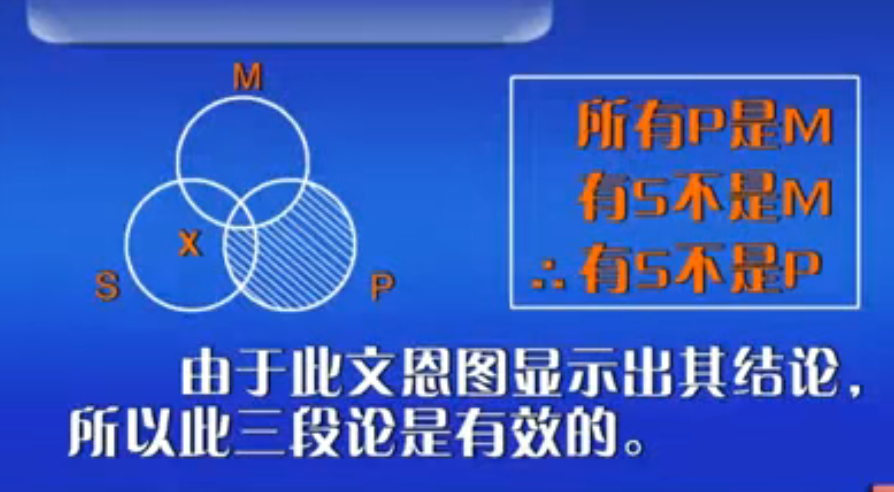 M
所有P是M
有S不是M
X
S
P
∴有S不是P
由于此文恩图显示出其结论，
所以此三段论是有效的。